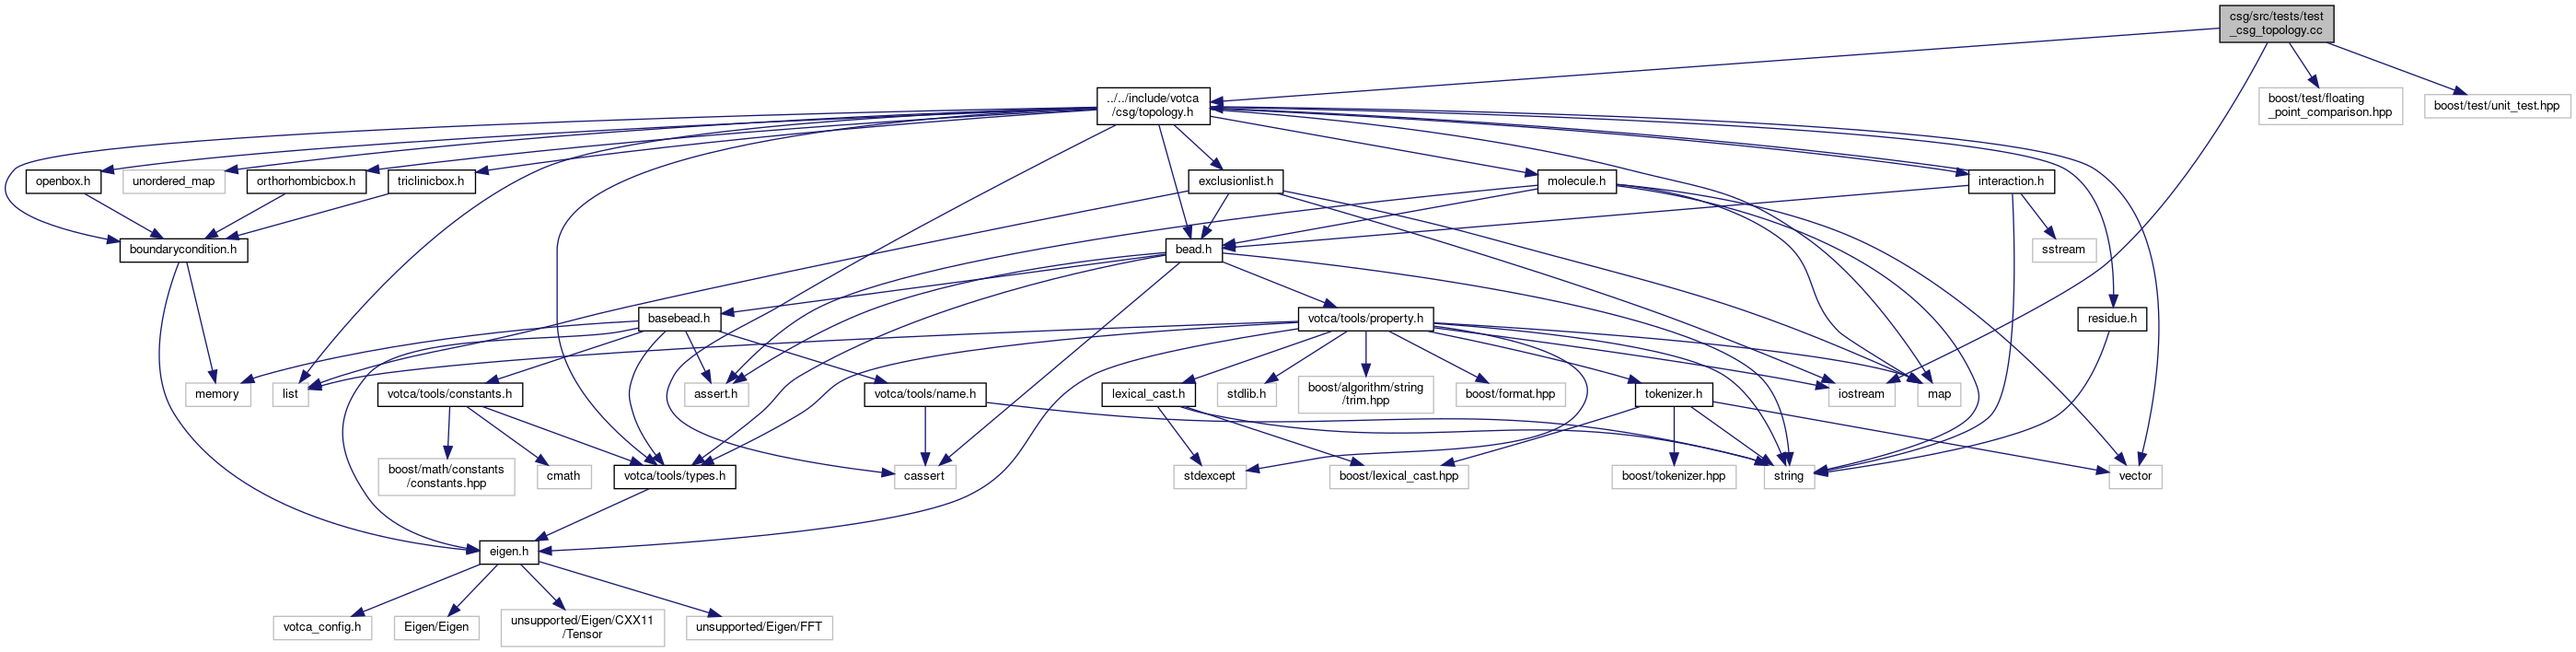 csg/src/tests/test
_csg_topology.cc
../../include/votca
/csg/topology.h
boost/test/floating
_point_comparison.hpp
boost/test/unit_test.hpp
openbox.h
unordered_map
orthorhombicbox.h
triclinicbox.h
exclusionlist.h
molecule.h
interaction.h
boundarycondition.h
bead.h
sstream
basebead.h
votca/tools/property.h
residue.h
memory
list
votca/tools/constants.h
assert.h
votca/tools/name.h
lexical_cast.h
stdlib.h
boost/algorithm/string
/trim.hpp
boost/format.hpp
tokenizer.h
iostream
map
boost/math/constants
/constants.hpp
cmath
votca/tools/types.h
cassert
stdexcept
boost/lexical_cast.hpp
boost/tokenizer.hpp
string
vector
eigen.h
votca_config.h
Eigen/Eigen
unsupported/Eigen/CXX11
/Tensor
unsupported/Eigen/FFT